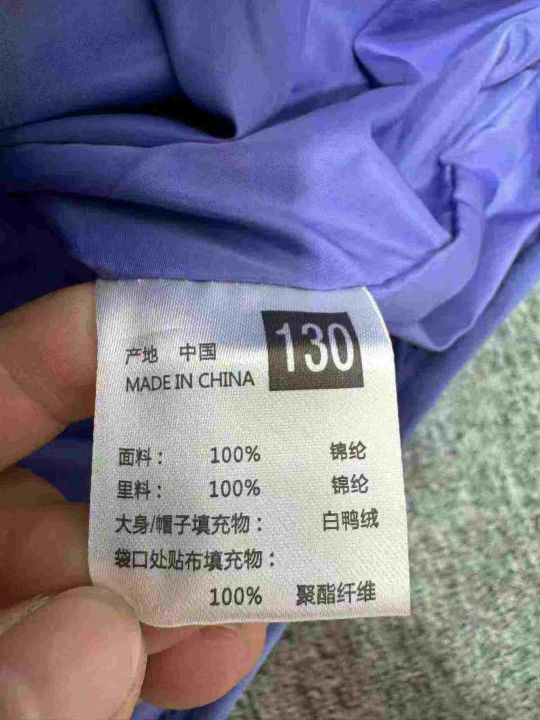 产地 中国 130
MADE IN CHINA
面料： 100% 锦纶
里料： 100% 锦纶
大身/帽子填充物： 白鸭绒
袋口处贴布填充物：
100% 聚酯纤维